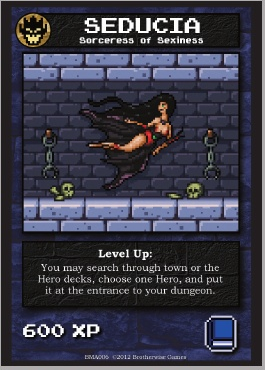 SEDUCIA
Sorceress of Sexiness
Level Up:
You may search through town or the
Hero decks, choose one Hero, and put
it at the entrance to your dungeon.
600 XP
BMA006 ©2012 Brotherwise Games